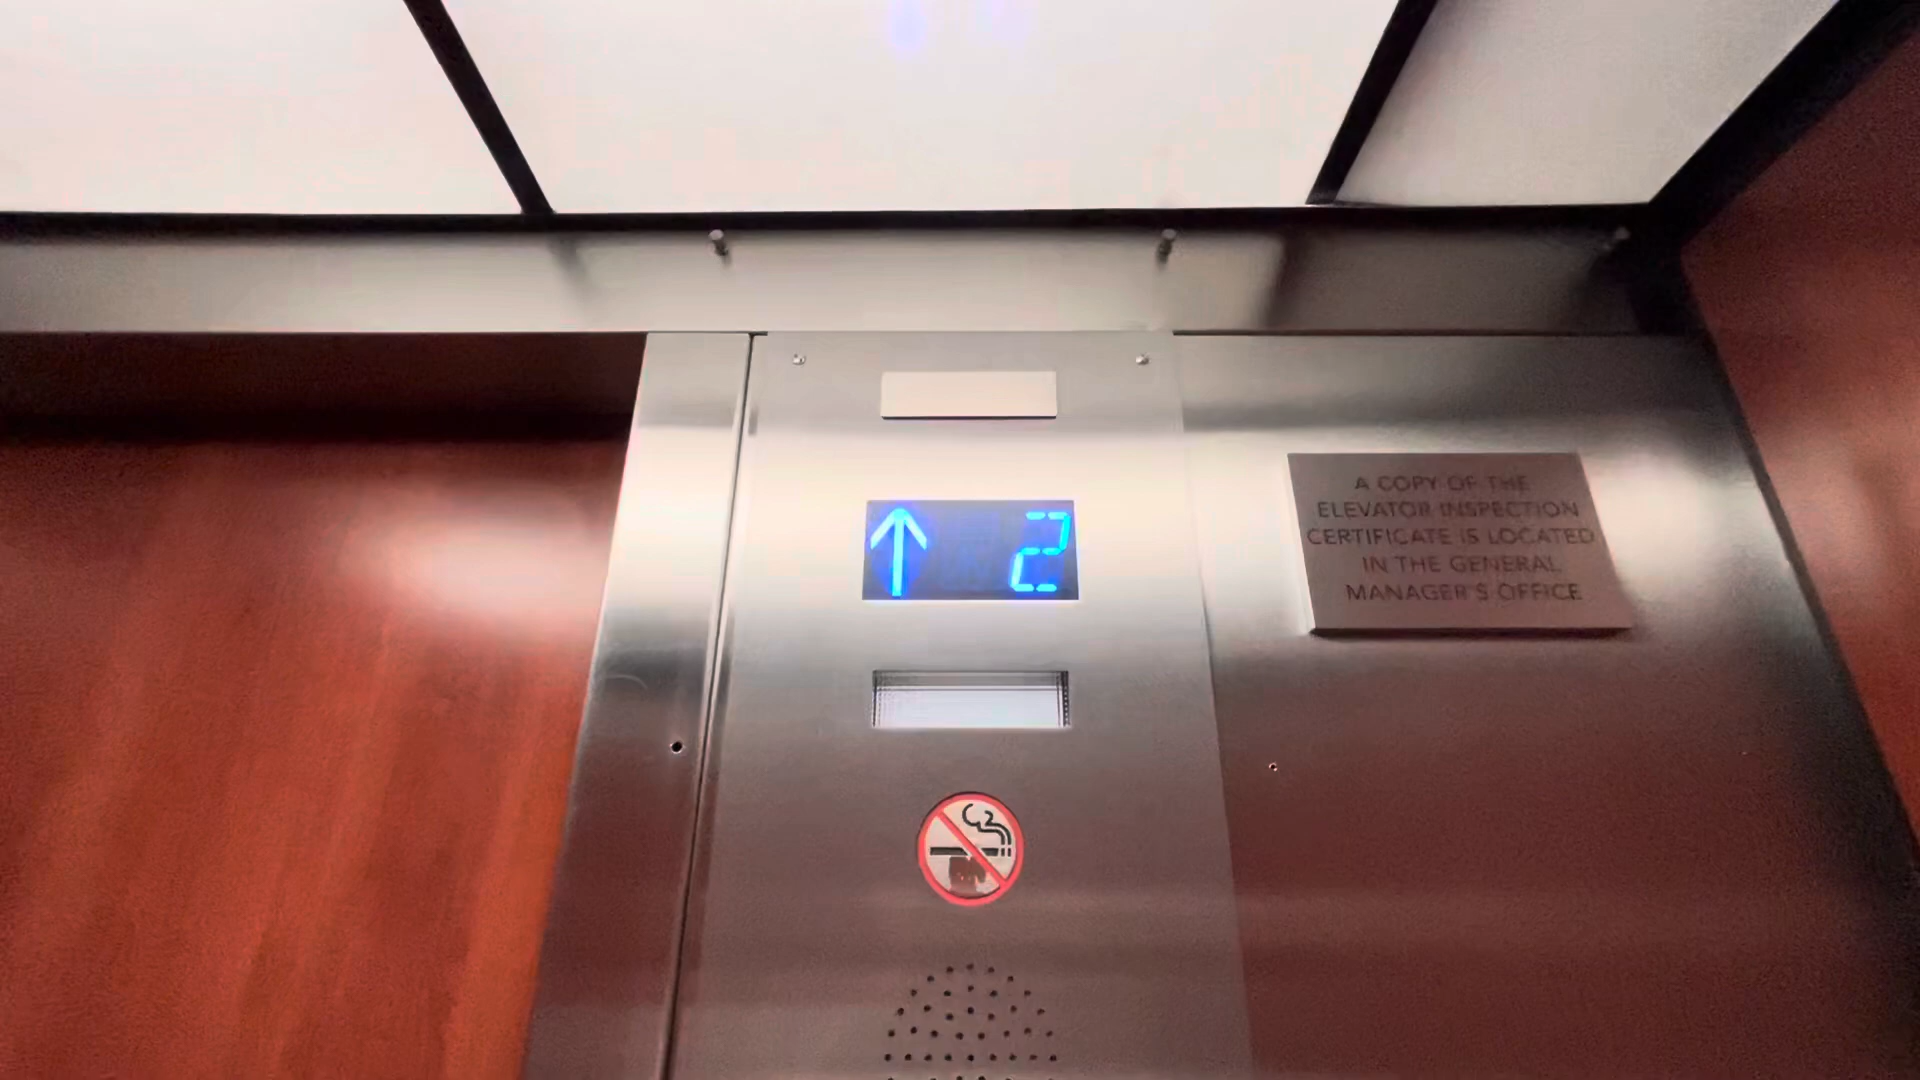 ↑ 2
A COPY OF THE
ELEVATOR INSPECTION
CERTIFICATE IS LOCATED
IN THE GENERAL
MANAGER'S OFFICE